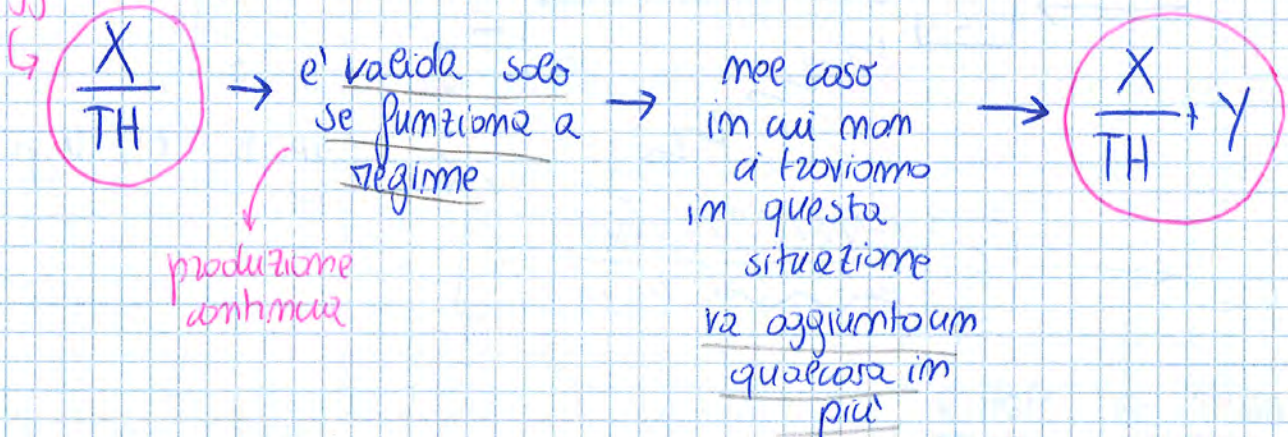 X
TH
→ e' valida solo
se funziona a
regime
→ nel caso
in cui non
ci troviamo
in questa
situazione
va aggiunto un
qualcosa in
più
→ X
TH + Y
produzione
continua